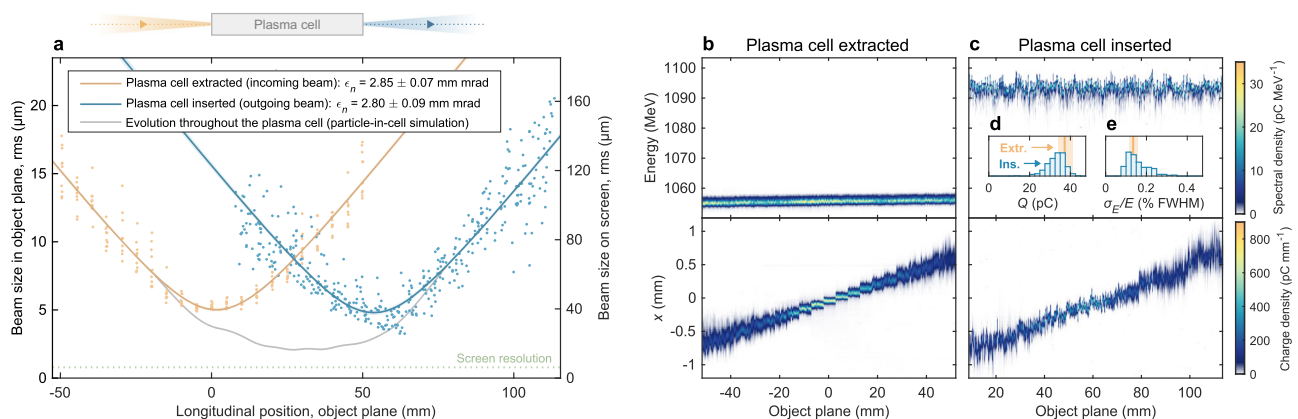 Plasma cell
a
Plasma cell extracted (incoming beam): ϵn = 2.85 ± 0.07 mm mrad
Plasma cell inserted (outgoing beam): ϵn = 2.80 ± 0.09 mm mrad
Evolution throughout the plasma cell (particle-in-cell simulation)
Beam size in object plane, rms (μm)
20
15
10
5
0
Beam size on screen, rms (μm)
160
120
80
40
0
Screen resolution
-50
0
50
100
Longitudinal position, object plane (mm)
b Plasma cell extracted
Energy (MeV)
1100
1090
1080
1070
1060
x (mm)
0.5
0
-0.5
-1
-40
-20
0
20
40
Object plane (mm)
c Plasma cell inserted
d
Extr.
Ins.
0
20
40
Q (pC)
e
0
0.2
0.4
σE/E (% FWHM)
20
40
60
80
100
Object plane (mm)
30
25
20
15
10
5
0
Spectral density (pC MeV-1)
800
600
400
200
0
Charge density (pC mm-1)